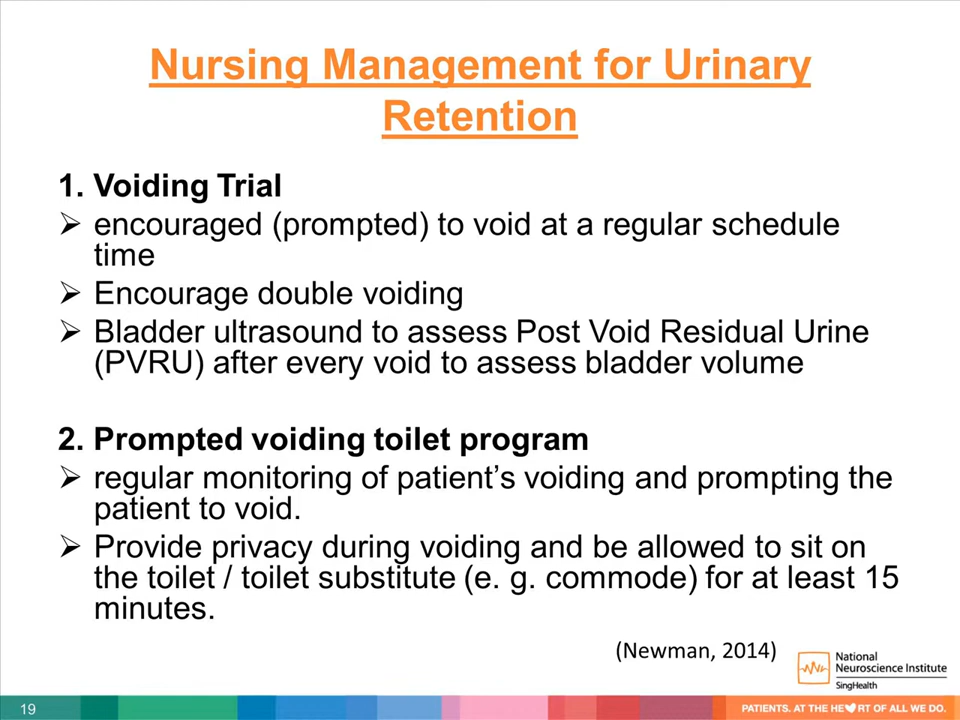 Nursing Management for Urinary
Retention
1. Voiding Trial
➢ encouraged (prompted) to void at a regular schedule
time
➢ Encourage double voiding
➢ Bladder ultrasound to assess Post Void Residual Urine
(PVRU) after every void to assess bladder volume
2. Prompted voiding toilet program
➢ regular monitoring of patient’s voiding and prompting the
patient to void.
➢ Provide privacy during voiding and be allowed to sit on
the toilet / toilet substitute (e. g. commode) for at least 15
minutes.
(Newman, 2014)
National
Neuroscience Institute
SingHealth
19
PATIENTS. AT THE HE♥RT OF ALL WE DO.